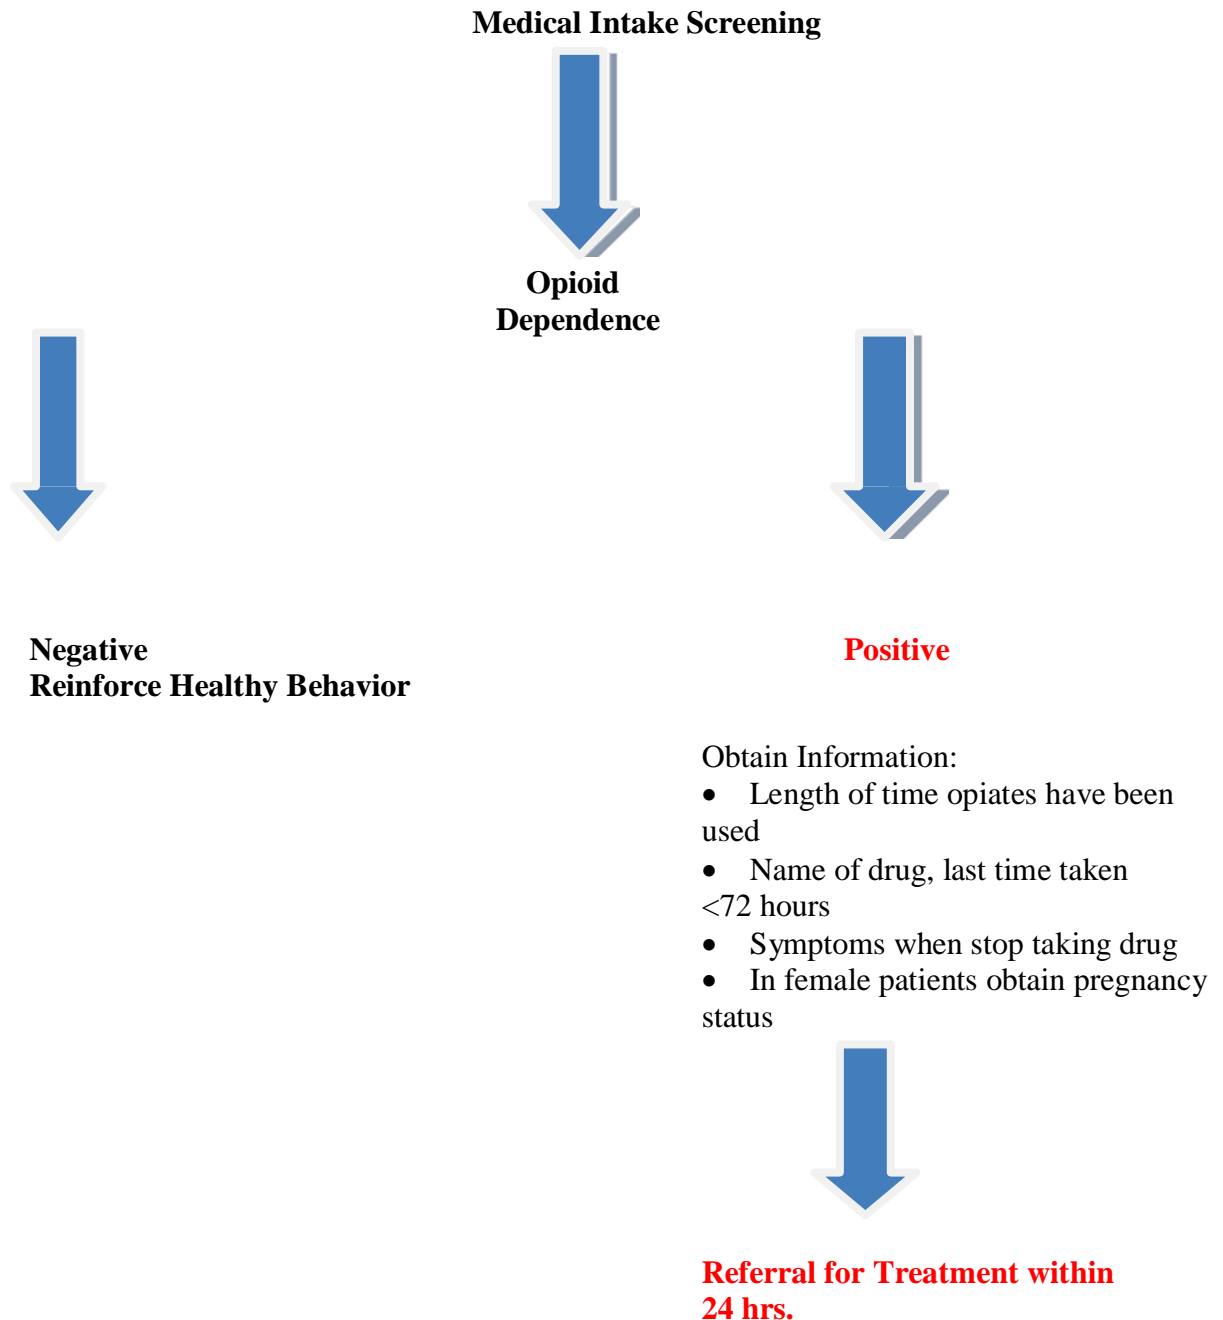 Medical Intake Screening
Opioid
Dependence
Negative
Reinforce Healthy Behavior
Positive
Obtain Information:
• Length of time opiates have been
used
• Name of drug, last time taken
<72 hours
• Symptoms when stop taking drug
• In female patients obtain pregnancy
status
Referral for Treatment within
24 hrs.